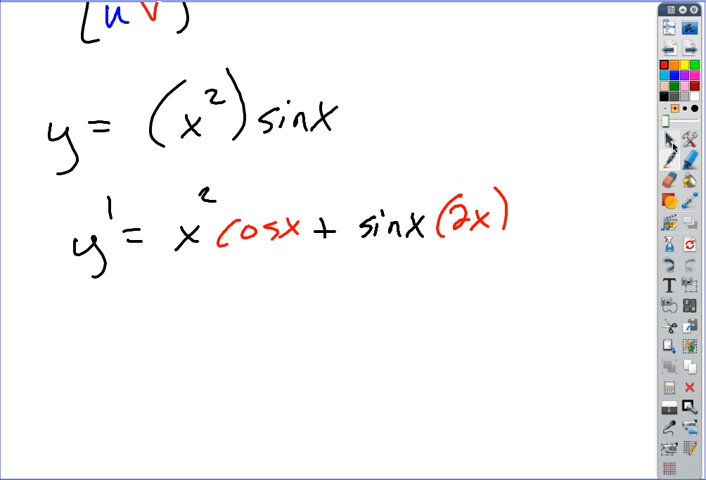 [u v)
y = (x²) sinx
y' = x² cosx + sinx (2x)
T